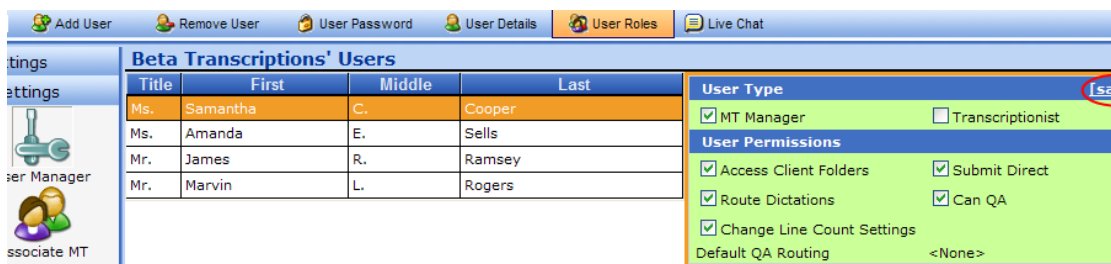 Add User Remove User User Password User Details User Roles Live Chat
ttings
ettings
ser Manager
ssociate MT
Beta Transcriptions' Users
Title First Middle Last
Ms. Samantha C. Cooper
Ms. Amanda E. Sells
Mr. James R. Ramsey
Mr. Marvin L. Rogers
User Type [sa
MT Manager Transcriptionist
User Permissions
Access Client Folders Submit Direct
Route Dictations Can QA
Change Line Count Settings
Default QA Routing <None>